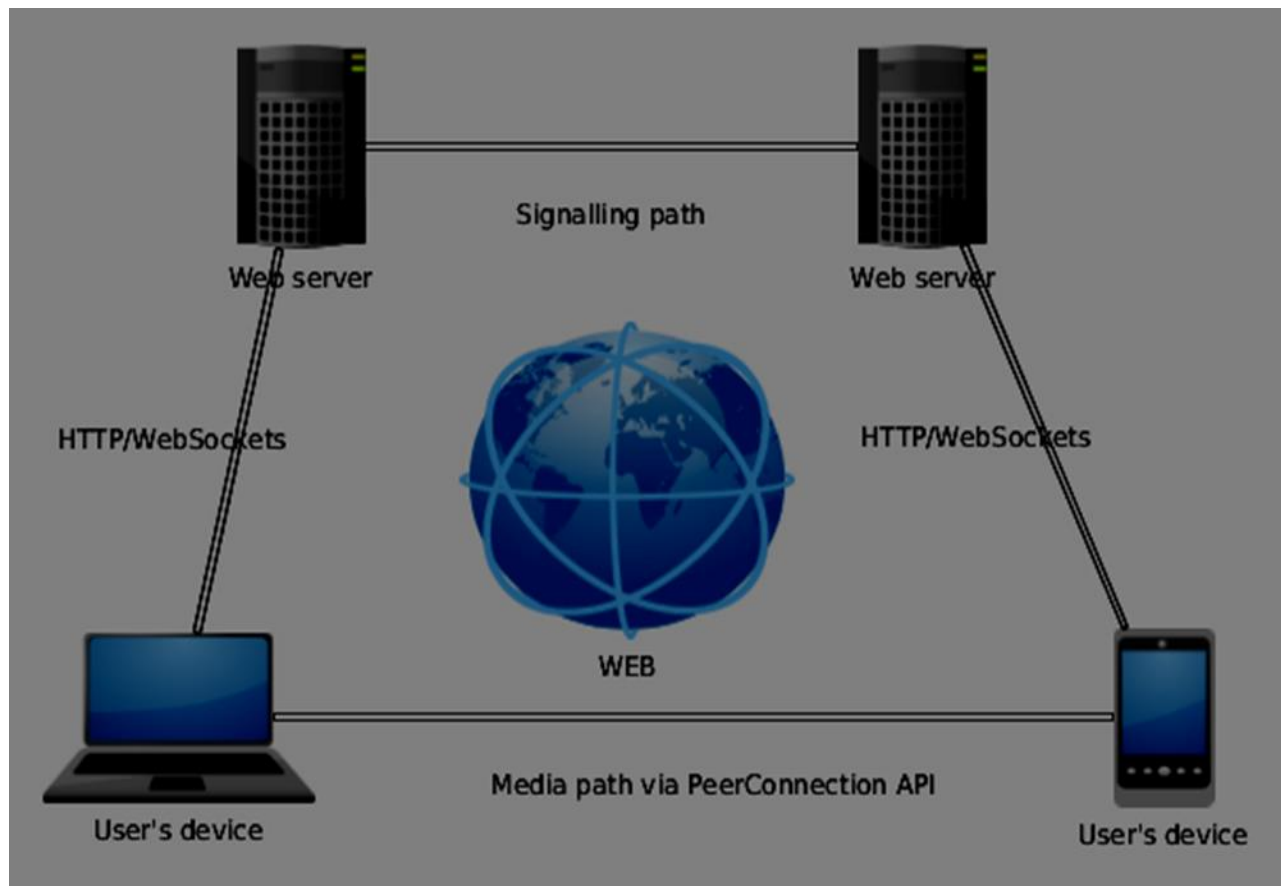 Signalling path
Web server
Web server
HTTP/WebSockets
HTTP/WebSockets
WEB
Media path via PeerConnection API
User's device
User's device